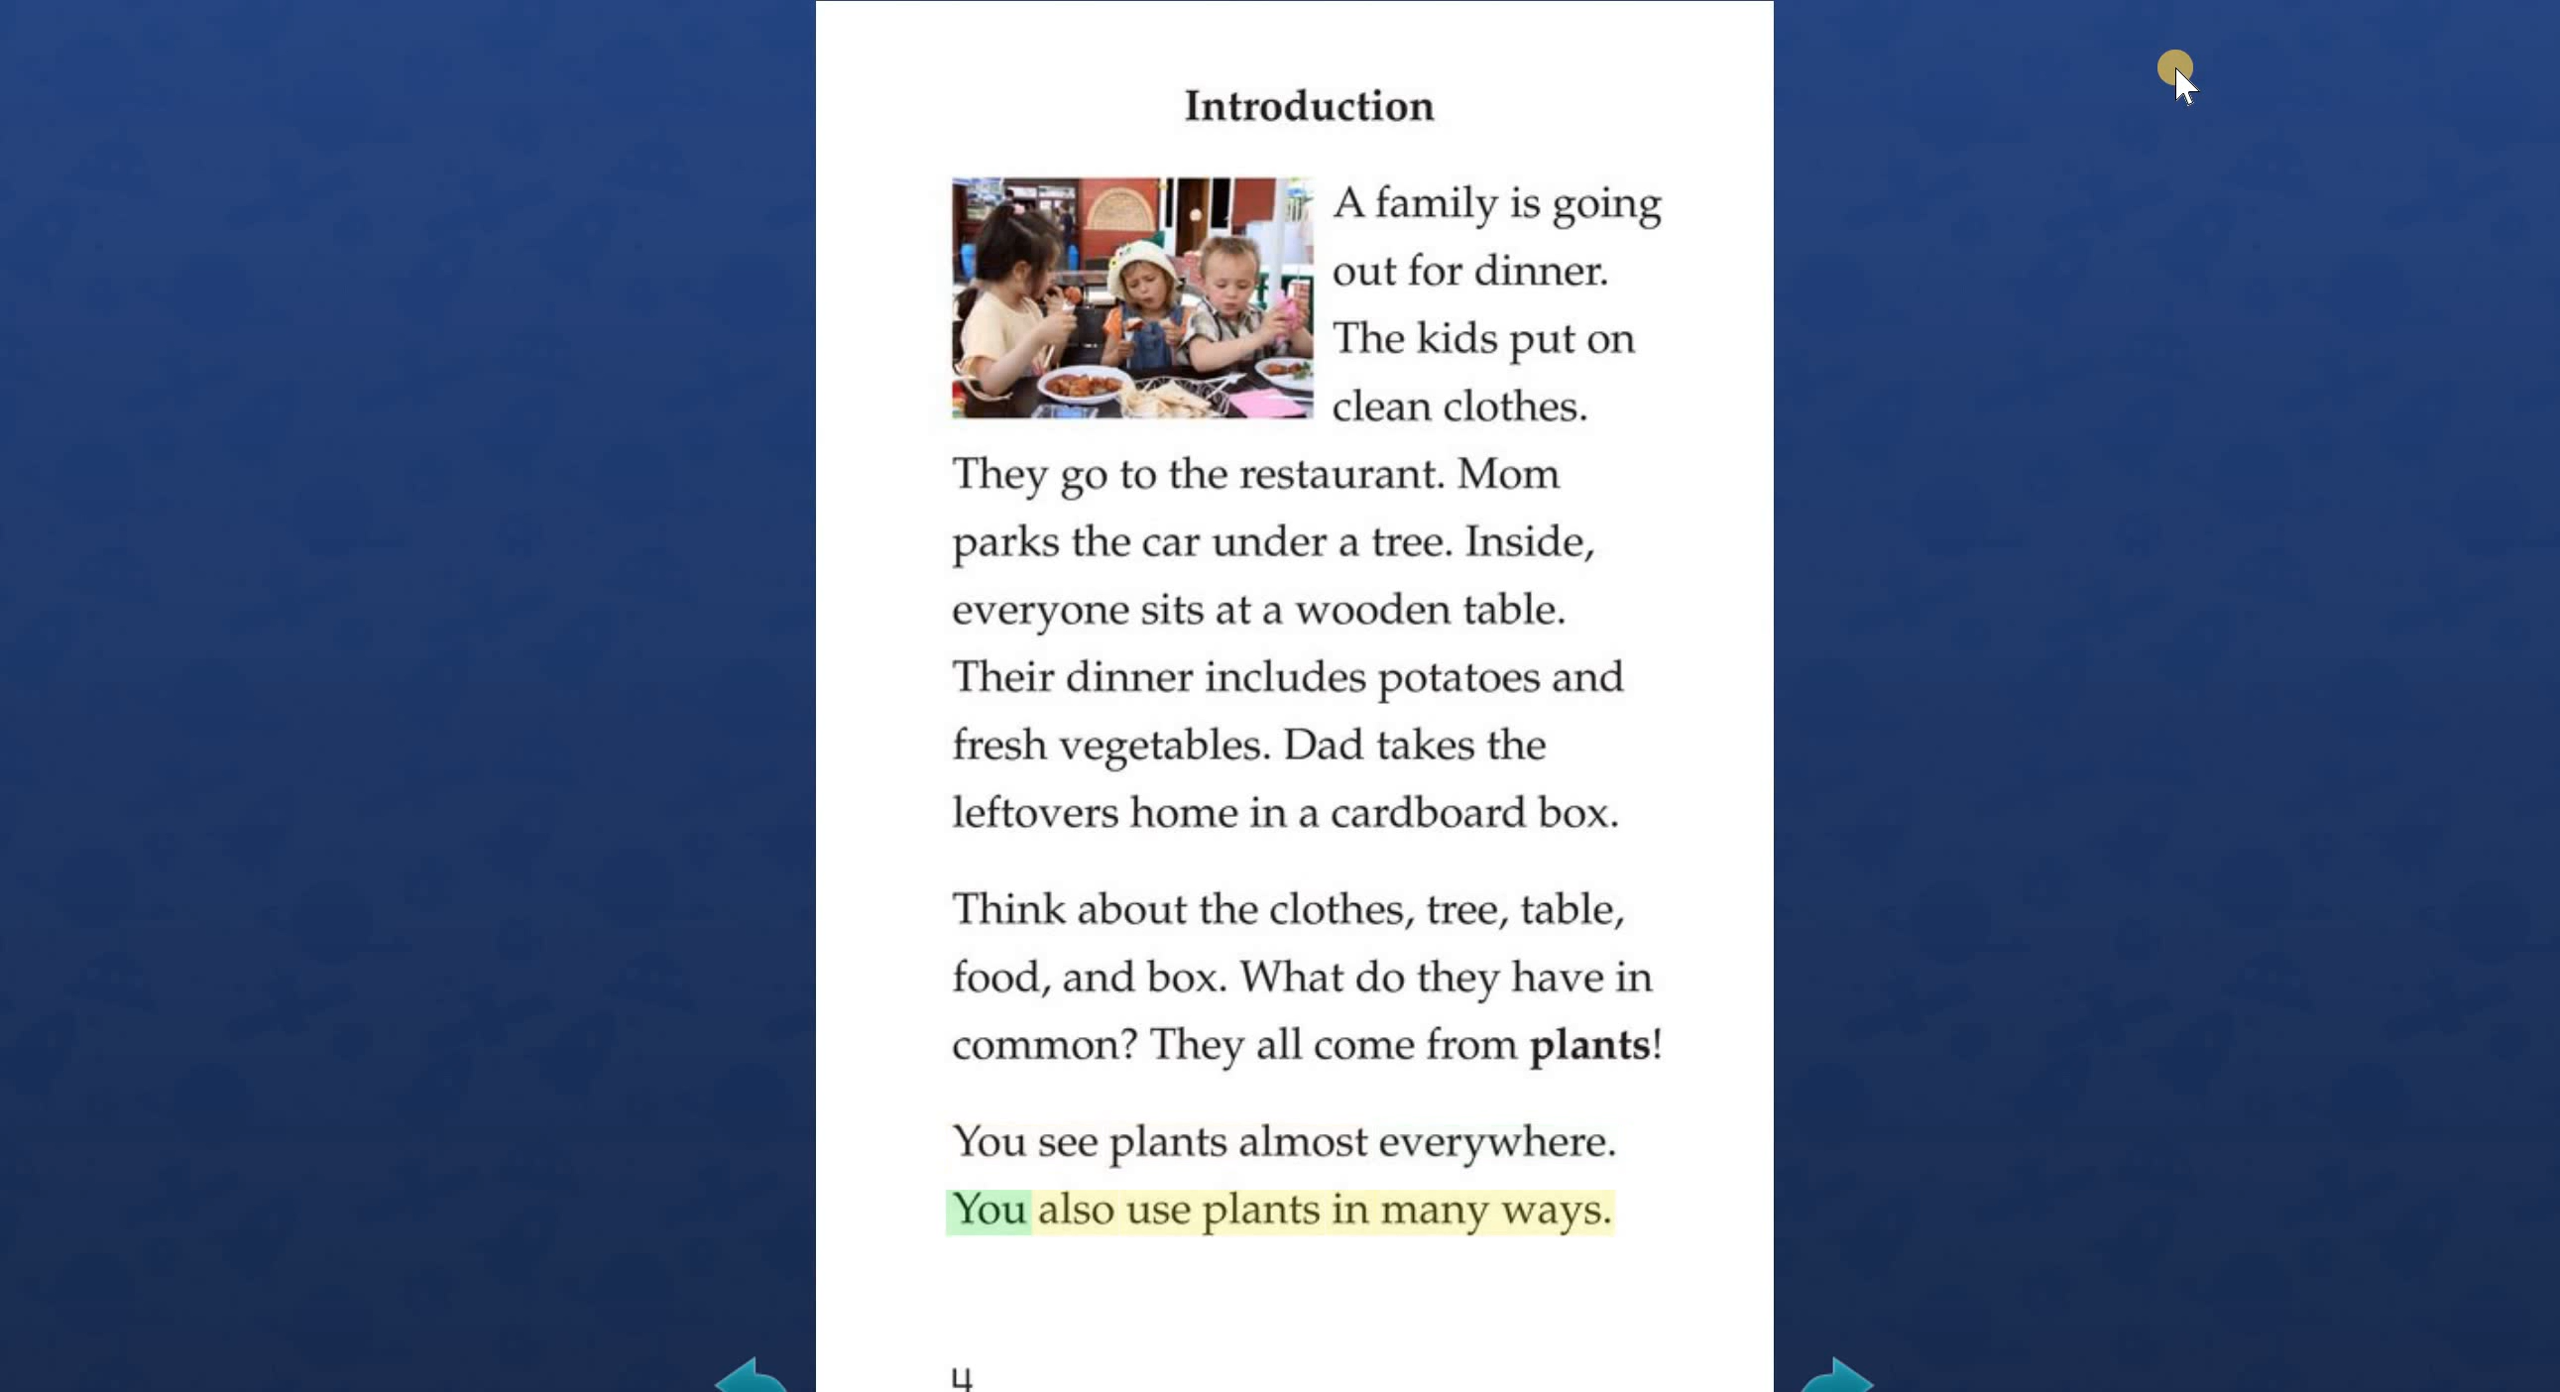 Introduction
A family is going
out for dinner.
The kids put on
clean clothes.
They go to the restaurant. Mom
parks the car under a tree. Inside,
everyone sits at a wooden table.
Their dinner includes potatoes and
fresh vegetables. Dad takes the
leftovers home in a cardboard box.
Think about the clothes, tree, table,
food, and box. What do they have in
common? They all come from plants!
You see plants almost everywhere.
You also use plants in many ways.
4